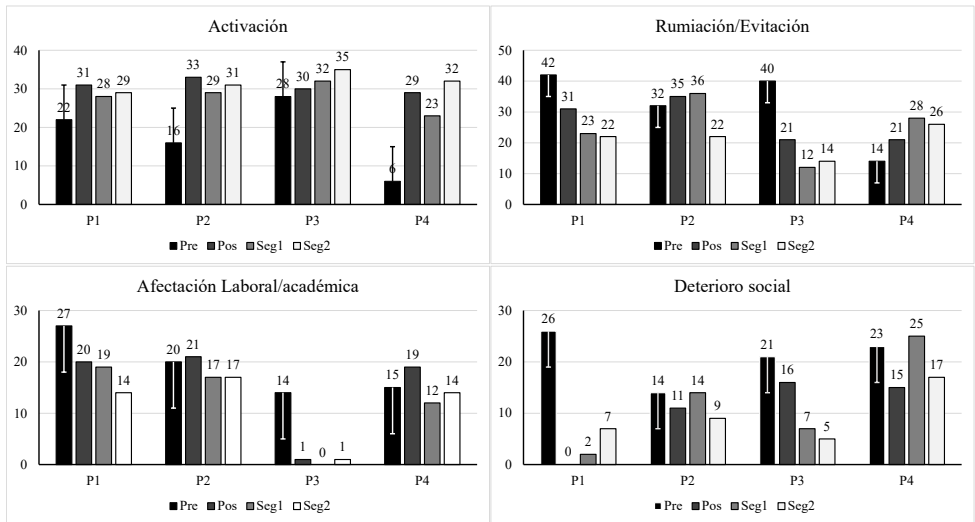 Activación
40
30
20
10
0
22 31 28 29
16 33 29 31
28 30 32 35
6 29 23 32
P1 P2 P3 P4
Pre Pos Seg1 Seg2
Rumiación/Evitación
50
40
30
20
10
0
42 31 23 22
32 35 36 22
40 21 12 14
14 21 28 26
P1 P2 P3 P4
Pre Pos Seg1 Seg2
Afectación Laboral/académica
30
20
10
0
27 20 19 14
20 21 17 17
14 1 0 1
15 19 12 14
P1 P2 P3 P4
Pre Pos Seg1 Seg2
Deterioro social
30
20
10
0
26 0 2 7
14 11 14 9
21 16 7 5
23 15 25 17
P1 P2 P3 P4
Pre Pos Seg1 Seg2